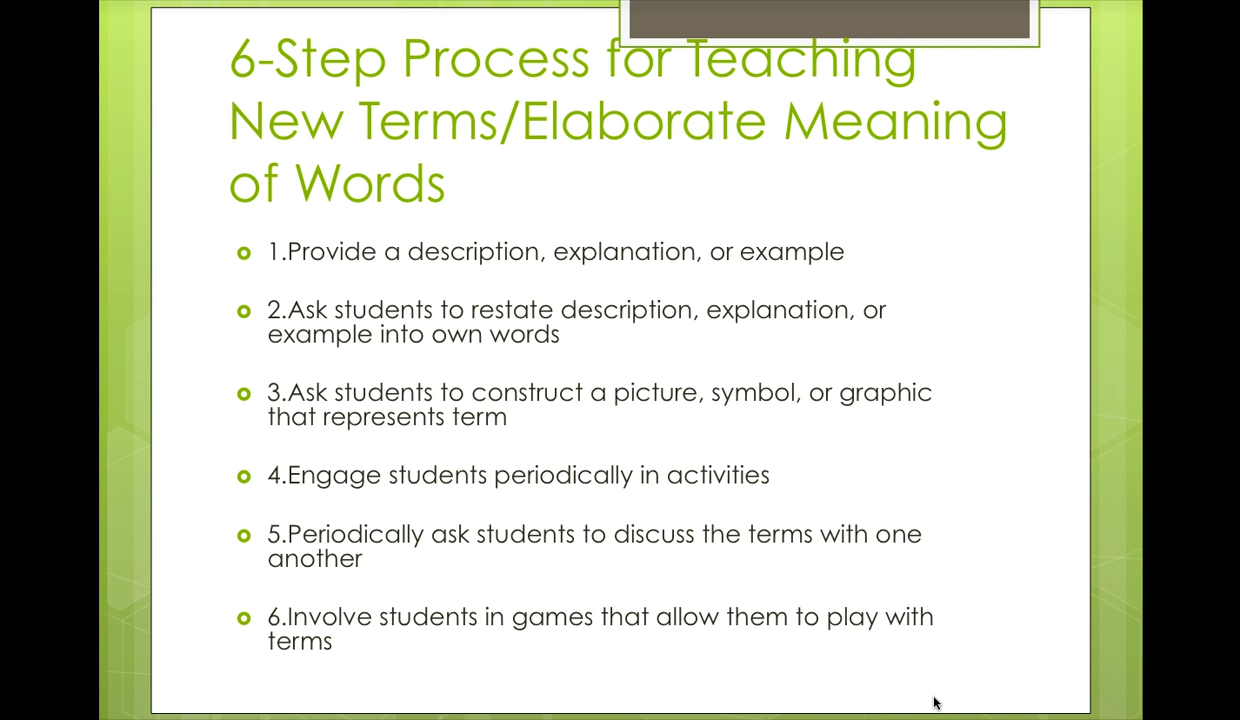 6-Step Process for Teaching
New Terms/Elaborate Meaning
of Words
1.Provide a description, explanation, or example
2.Ask students to restate description, explanation, or
example into own words
3.Ask students to construct a picture, symbol, or graphic
that represents term
4.Engage students periodically in activities
5.Periodically ask students to discuss the terms with one
another
6.Involve students in games that allow them to play with
terms